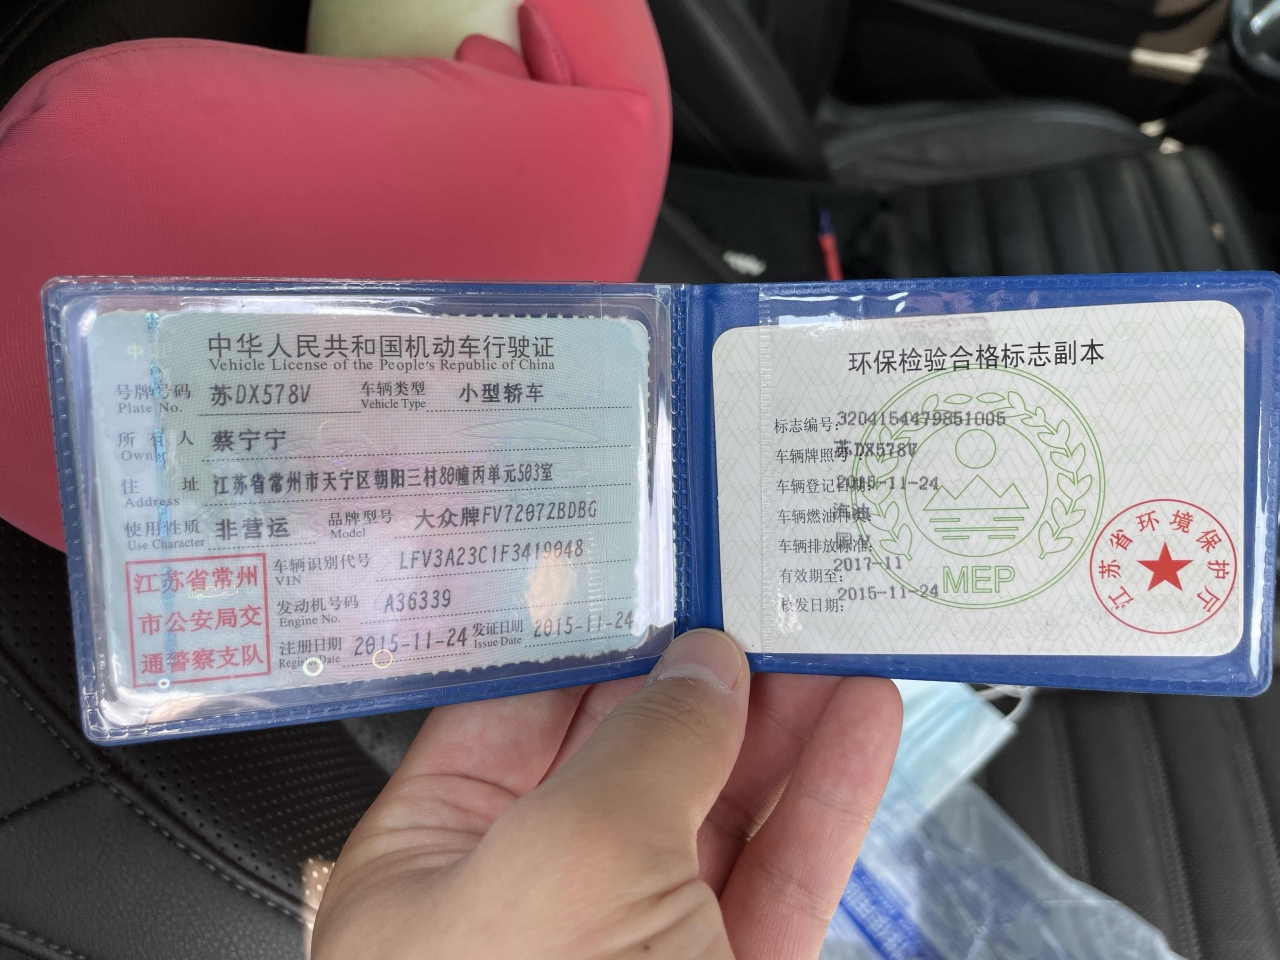 中华人民共和国机动车行驶证
Vehicle License of the People's Republic of China
号牌号码 苏DX578V 车辆类型 小型轿车
Plate No. Vehicle Type
所有人 蔡宁宁
Owner
住址 江苏省常州市天宁区朝阳三村80幢丙单元503室
Address
使用性质 非营运 品牌型号 大众牌FV7207ZBDBG
Use Character Model
江苏省常州
市公安局交
通警察支队
车辆识别代号 LFV3A23C1F3419048
VIN
发动机号码 A36339
Engine No.
注册日期 2015-11-24 发证日期 2015-11-24
Register Date Issue Date
环保检验合格标志副本
标志编号:3204154479851005
车辆牌照号 苏DX578V
车辆登记日期: 2015-11-24
车辆燃油种类: 汽油
车辆排放标准:
有效期至: 2017-11
核发日期: 2015-11-24
MEP
江苏省环境保护厅